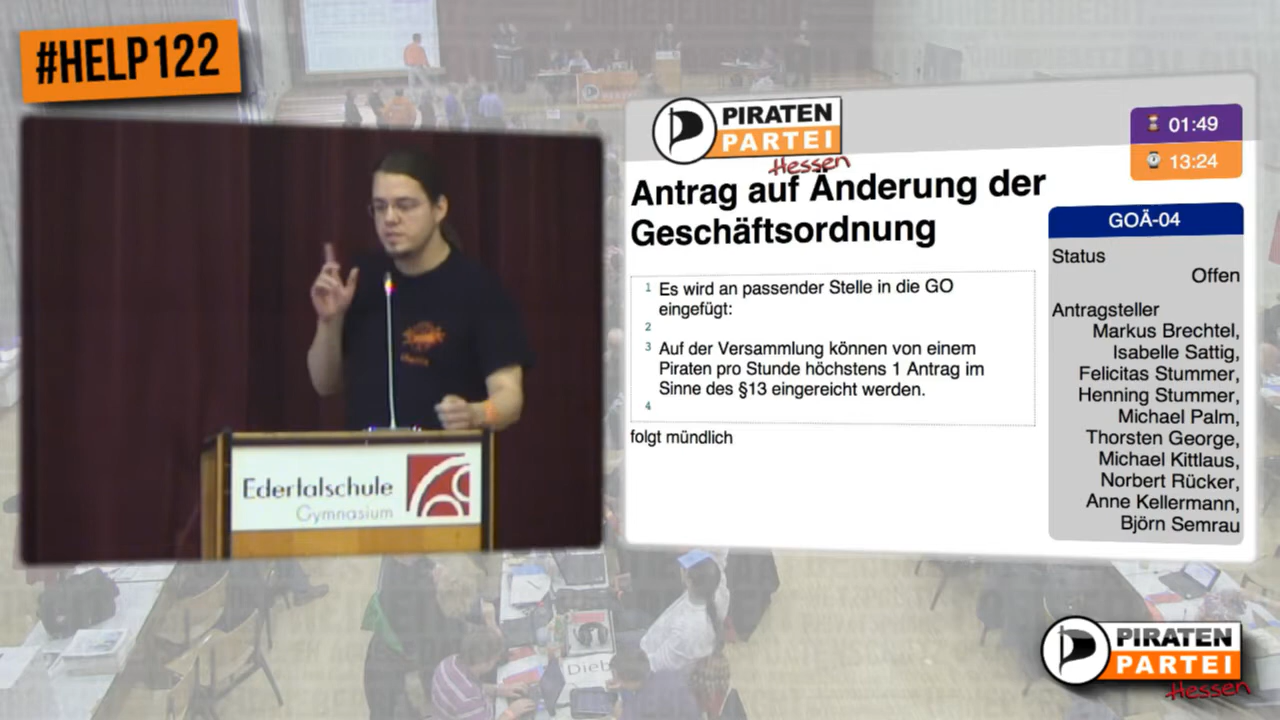 #HELP122
PIRATEN
PARTEI
Hessen
01:49
13:24
Antrag auf Änderung der
Geschäftsordnung
1 Es wird an passender Stelle in die GO
eingefügt:
2
3 Auf der Versammlung können von einem
Piraten pro Stunde höchstens 1 Antrag im
Sinne des §13 eingereicht werden.
4
folgt mündlich
GOÄ-04
Status
Offen
Antragsteller
Markus Brechtel,
Isabelle Sattig,
Felicitas Stummer,
Henning Stummer,
Michael Palm,
Thorsten George,
Michael Kittlaus,
Norbert Rücker,
Anne Kellermann,
Björn Semrau
Edertalschule
Gymnasium
Dieb
PIRATEN
PARTEI
Hessen